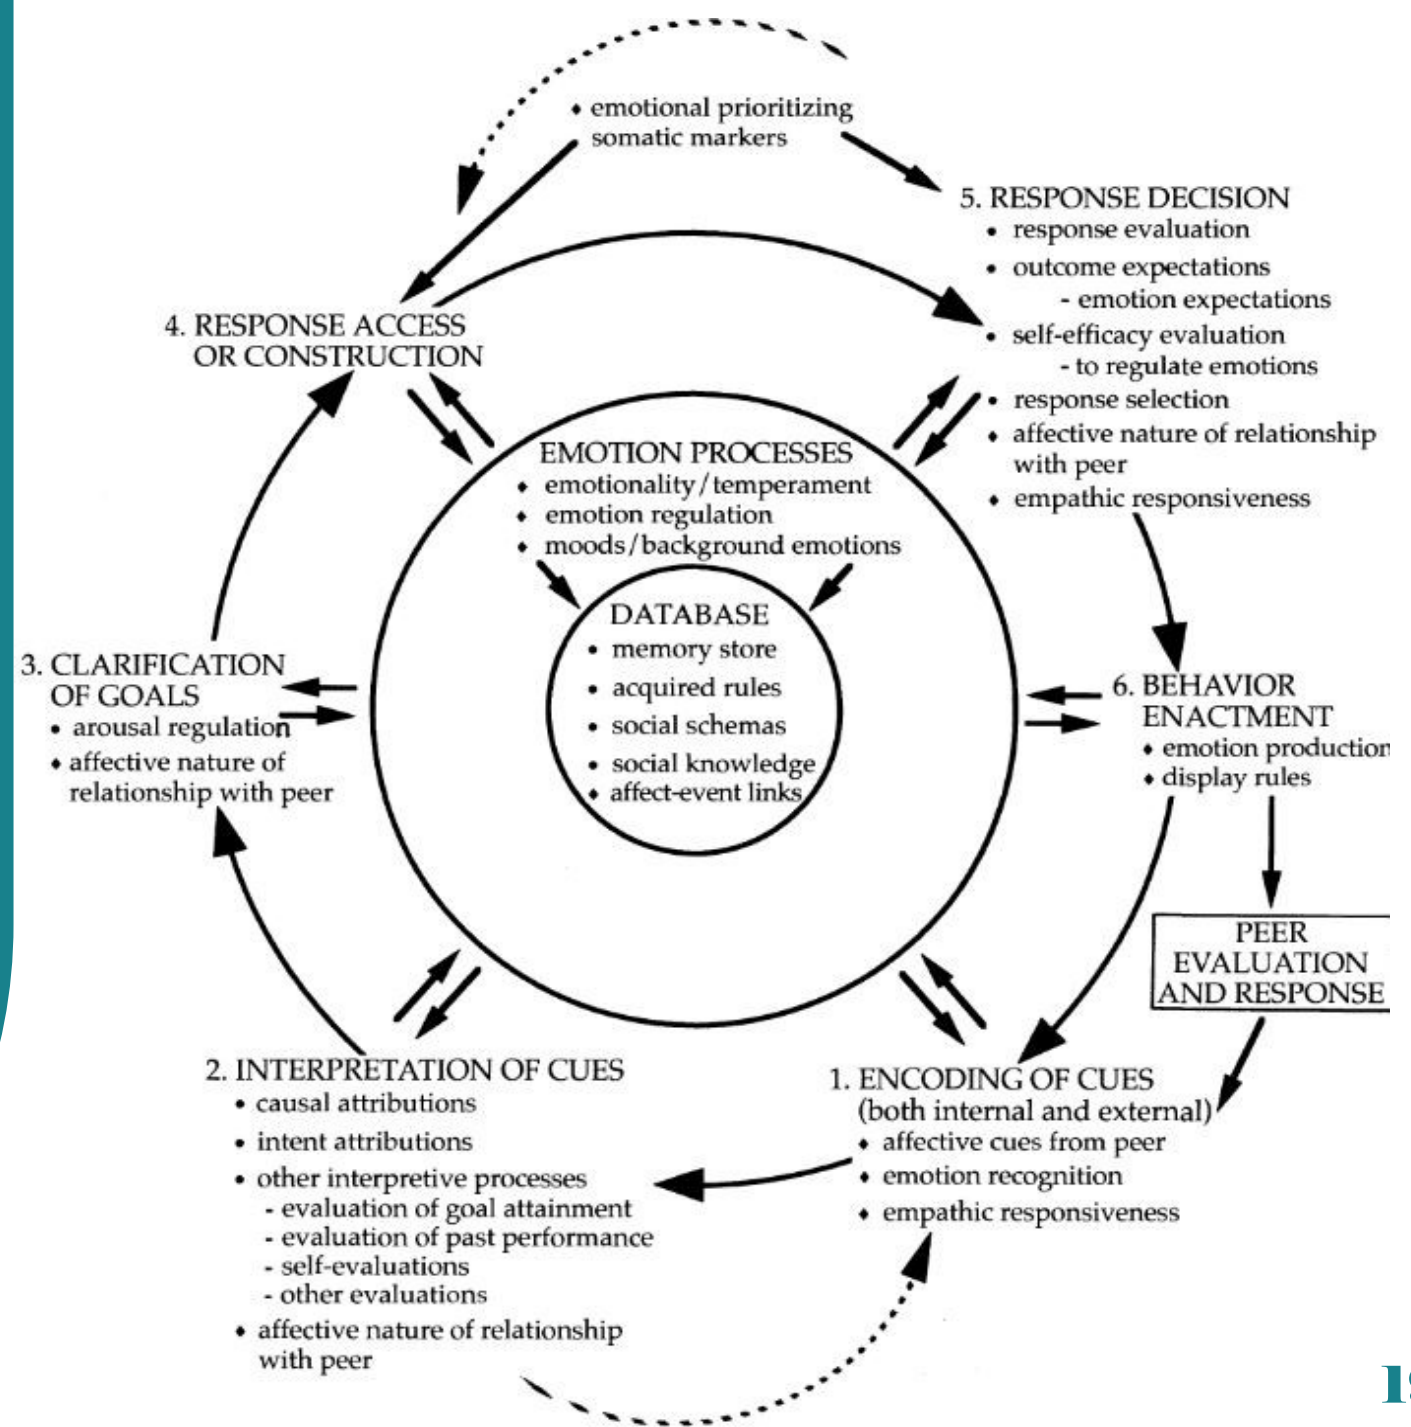 ♦ emotional prioritizing
somatic markers
5. RESPONSE DECISION
• response evaluation
• outcome expectations
- emotion expectations
• self-efficacy evaluation
- to regulate emotions
• response selection
♦ affective nature of relationship
with peer
♦ empathic responsiveness
4. RESPONSE ACCESS
OR CONSTRUCTION
EMOTION PROCESSES
♦ emotionality/temperament
♦ emotion regulation
♦ moods/background emotions
DATABASE
• memory store
• acquired rules
• social schemas
• social knowledge
♦ affect-event links
3. CLARIFICATION
OF GOALS
• arousal regulation
♦ affective nature of
relationship with peer
6. BEHAVIOR
ENACTMENT
♦ emotion production
♦ display rules
PEER
EVALUATION
AND RESPONSE
2. INTERPRETATION OF CUES
• causal attributions
• intent attributions
• other interpretive processes
- evaluation of goal attainment
- evaluation of past performance
- self-evaluations
- other evaluations
♦ affective nature of relationship
with peer
1. ENCODING OF CUES
(both internal and external)
♦ affective cues from peer
♦ emotion recognition
♦ empathic responsiveness